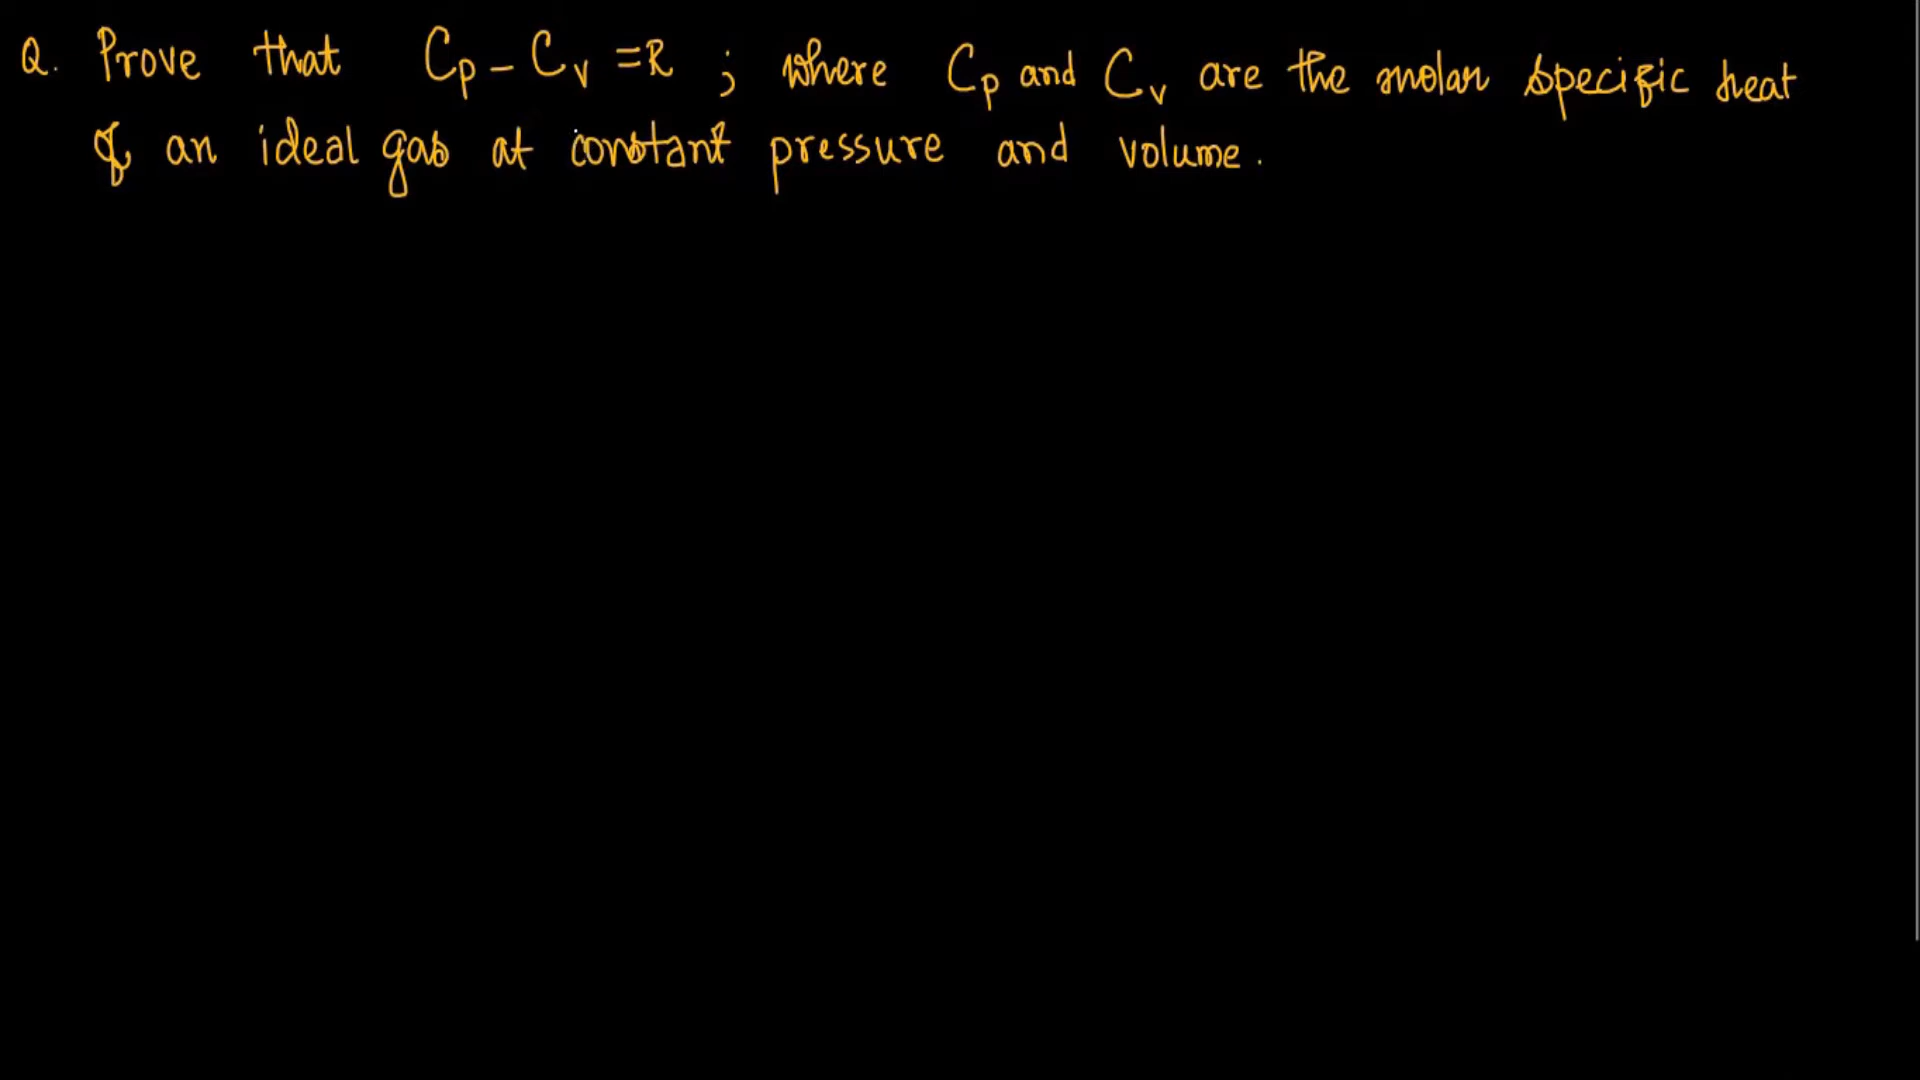 Q. Prove that Cp - Cv = R ; where Cp and Cv are the molar specific heat
of an ideal gas at constant pressure and volume.